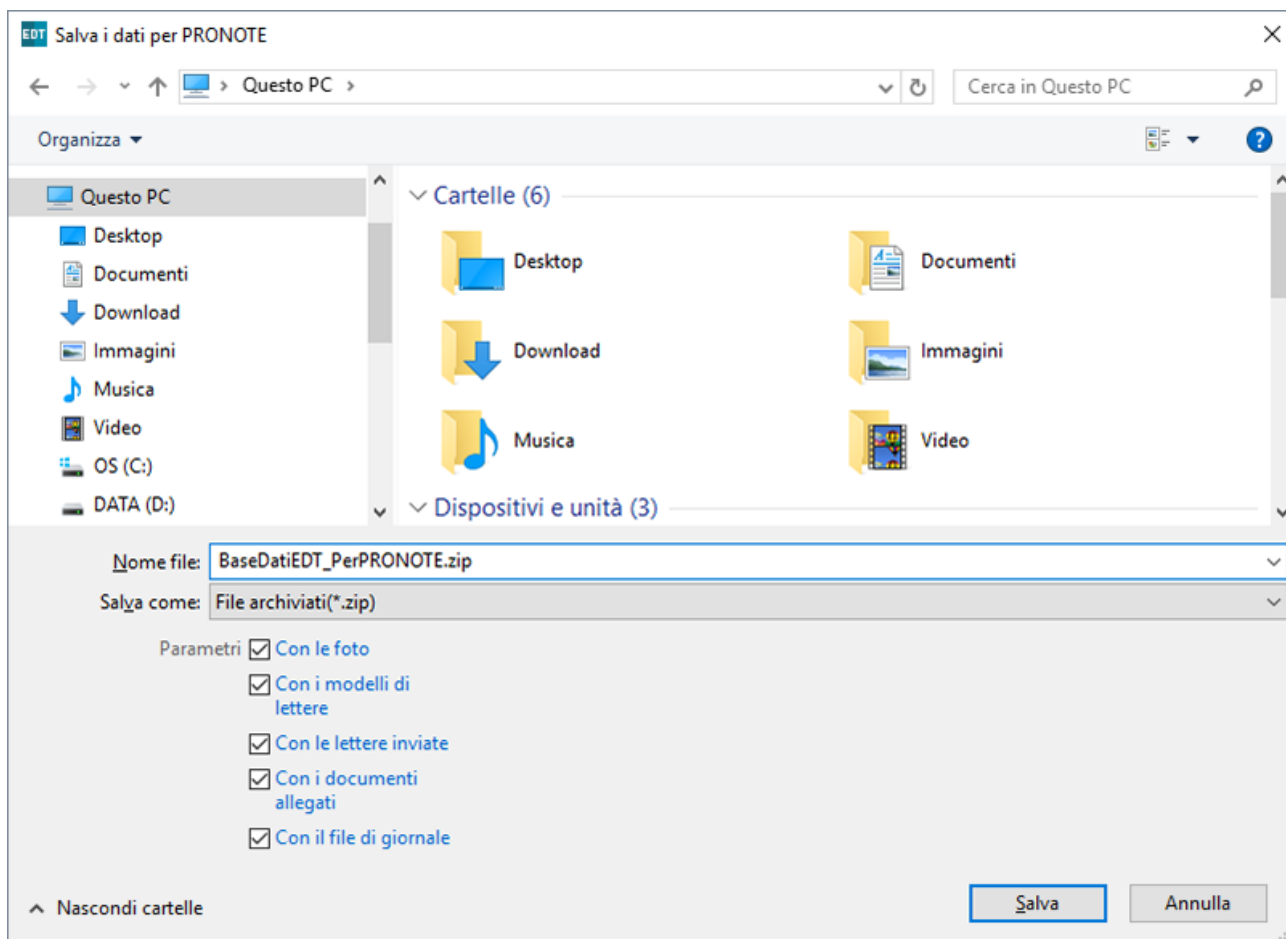 EDT Salva i dati per PRONOTE
Questo PC
Cerca in Questo PC
Organizza
?
Questo PC
Desktop
Documenti
Download
Immagini
Musica
Video
OS (C:)
DATA (D:)
Cartelle (6)
Desktop
Documenti
Download
Immagini
Musica
Video
Dispositivi e unità (3)
Nome file: BaseDatiEDT_PerPRONOTE.zip
Salva come: File archiviati(*.zip)
Parametri Con le foto
Con i modelli di
lettere
Con le lettere inviate
Con i documenti
allegati
Con il file di giornale
Nascondi cartelle
Salva
Annulla